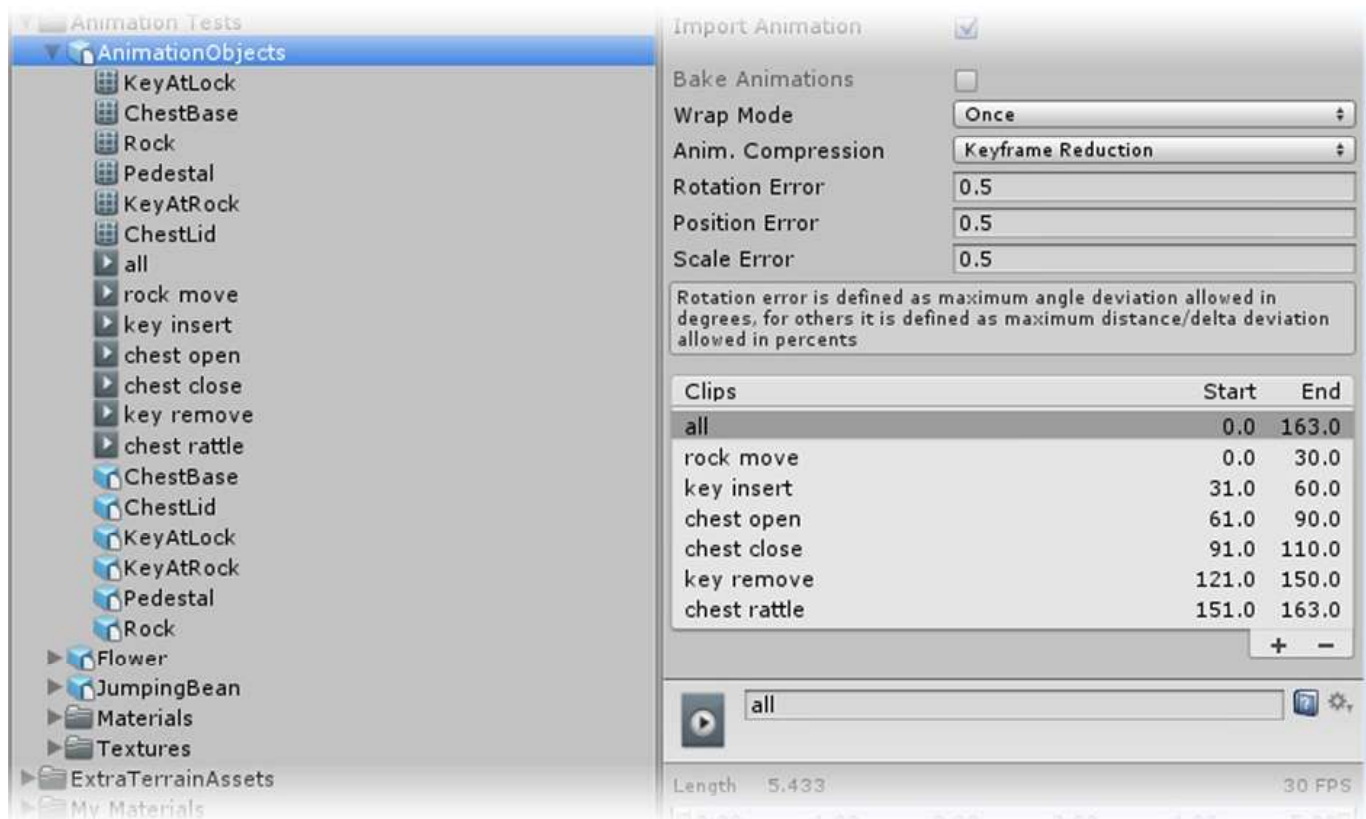 Animation Tests
AnimationObjects
KeyAtLock
ChestBase
Rock
Pedestal
KeyAtRock
ChestLid
all
rock move
key insert
chest open
chest close
key remove
chest rattle
ChestBase
ChestLid
KeyAtLock
KeyAtRock
Pedestal
Rock
Flower
JumpingBean
Materials
Textures
ExtraTerrainAssets
My Materials
Import Animation
Bake Animations
Wrap Mode Once
Anim. Compression Keyframe Reduction
Rotation Error 0.5
Position Error 0.5
Scale Error 0.5
Rotation error is defined as maximum angle deviation allowed in
degrees, for others it is defined as maximum distance/delta deviation
allowed in percents
Clips Start End
all 0.0 163.0
rock move 0.0 30.0
key insert 31.0 60.0
chest open 61.0 90.0
chest close 91.0 110.0
key remove 121.0 150.0
chest rattle 151.0 163.0
+ −
all
Length 5.433 30 FPS